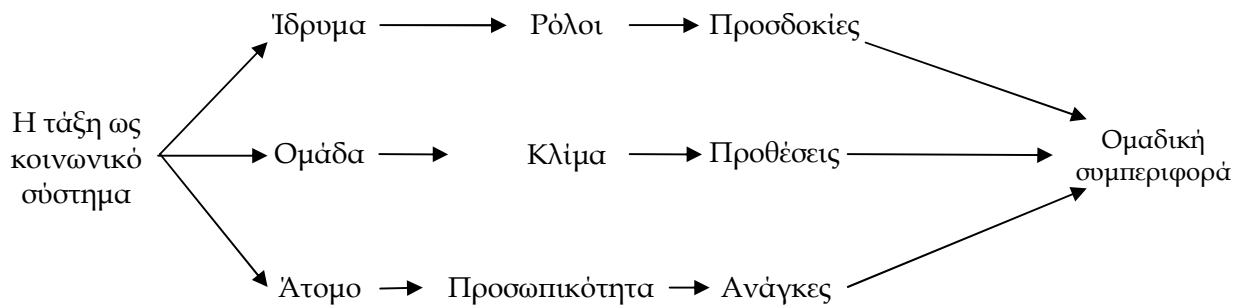 Ίδρυμα Ρόλοι Προσδοκίες
Η τάξη ως
κοινωνικό
σύστημα
Ομάδα Κλίμα Προθέσεις
Ομαδική
συμπεριφορά
Άτομο Προσωπικότητα Ανάγκες